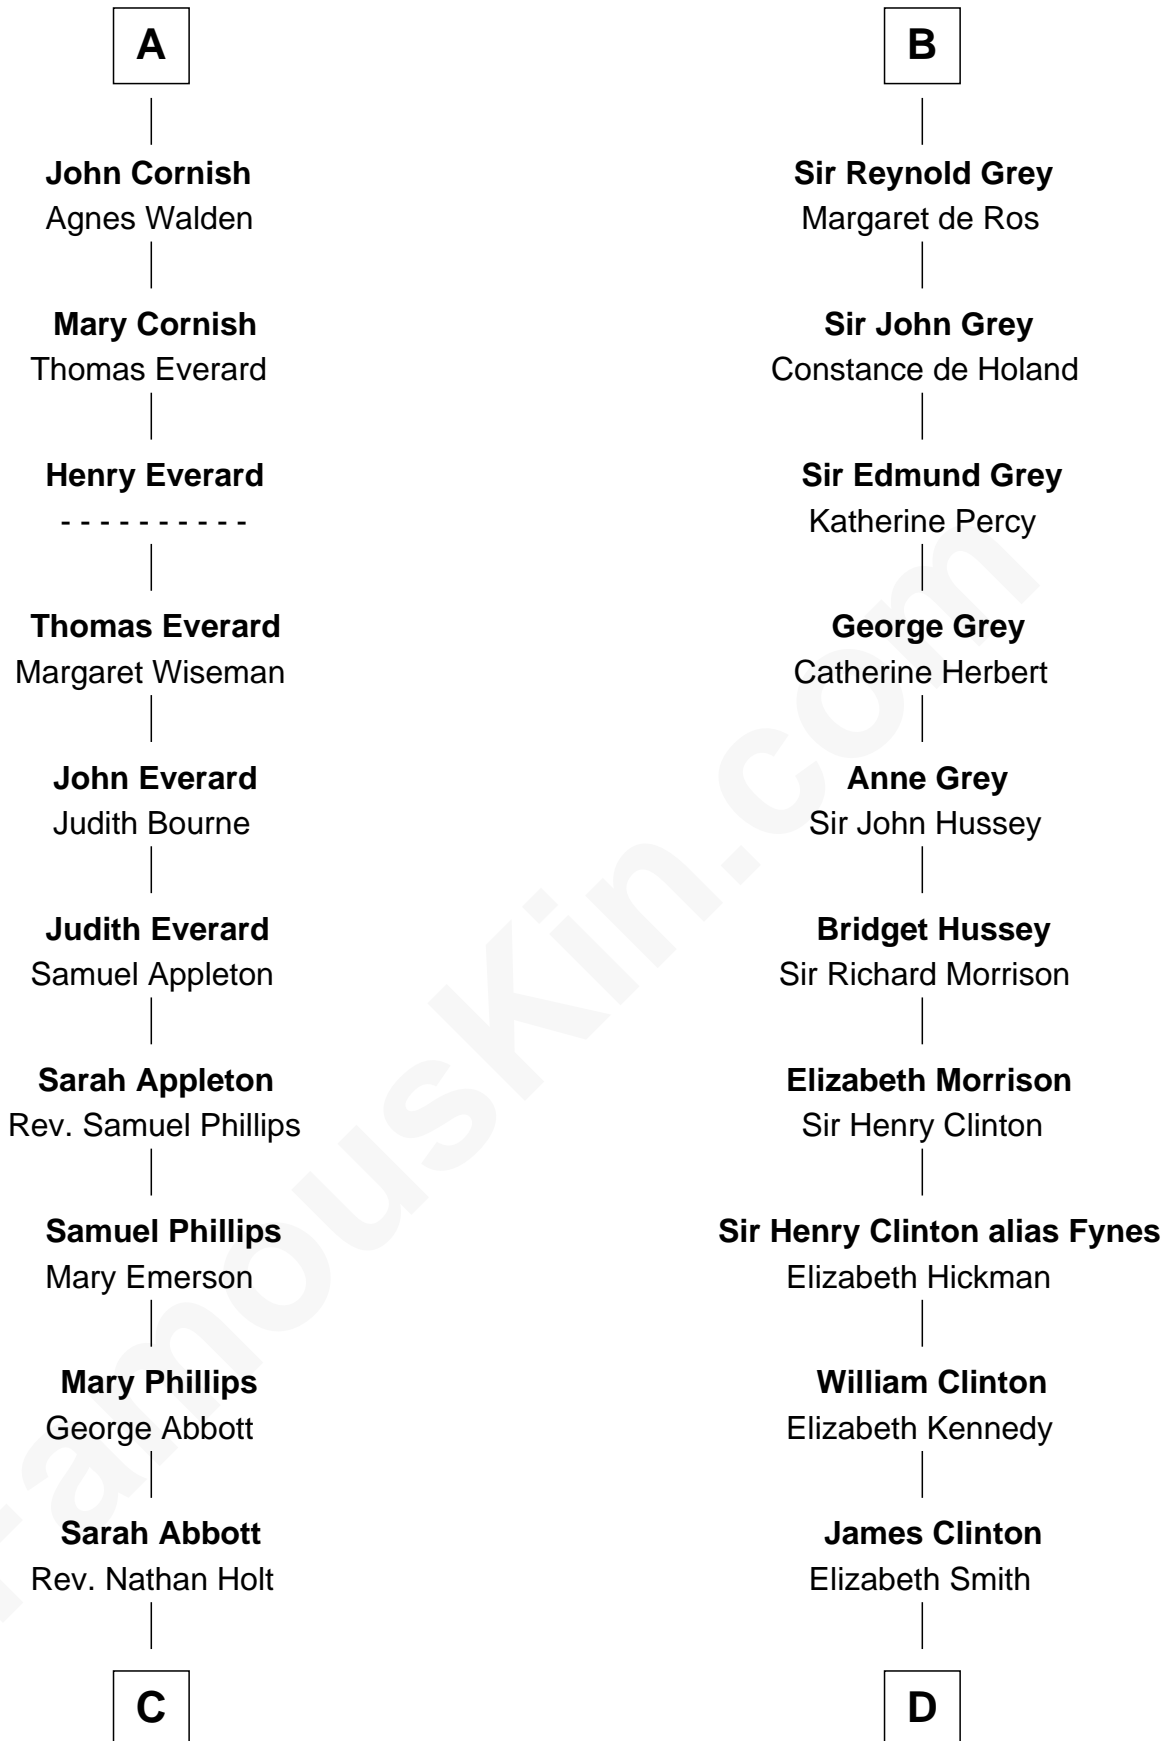 A
John Cornish
Agnes Walden
Mary Cornish
Thomas Everard
Henry Everard
- - - - - - - - - -
Thomas Everard
Margaret Wiseman
John Everard
Judith Bourne
Judith Everard
Samuel Appleton
Sarah Appleton
Rev. Samuel Phillips
Samuel Phillips
Mary Emerson
Mary Phillips
George Abbott
Sarah Abbott
Rev. Nathan Holt
C
B
Sir Reynold Grey
Margaret de Ros
Sir John Grey
Constance de Holand
Sir Edmund Grey
Katherine Percy
George Grey
Catherine Herbert
Anne Grey
Sir John Hussey
Bridget Hussey
Sir Richard Morrison
Elizabeth Morrison
Sir Henry Clinton
Sir Henry Clinton alias Fynes
Elizabeth Hickman
William Clinton
Elizabeth Kennedy
James Clinton
Elizabeth Smith
D
FamousKin.com